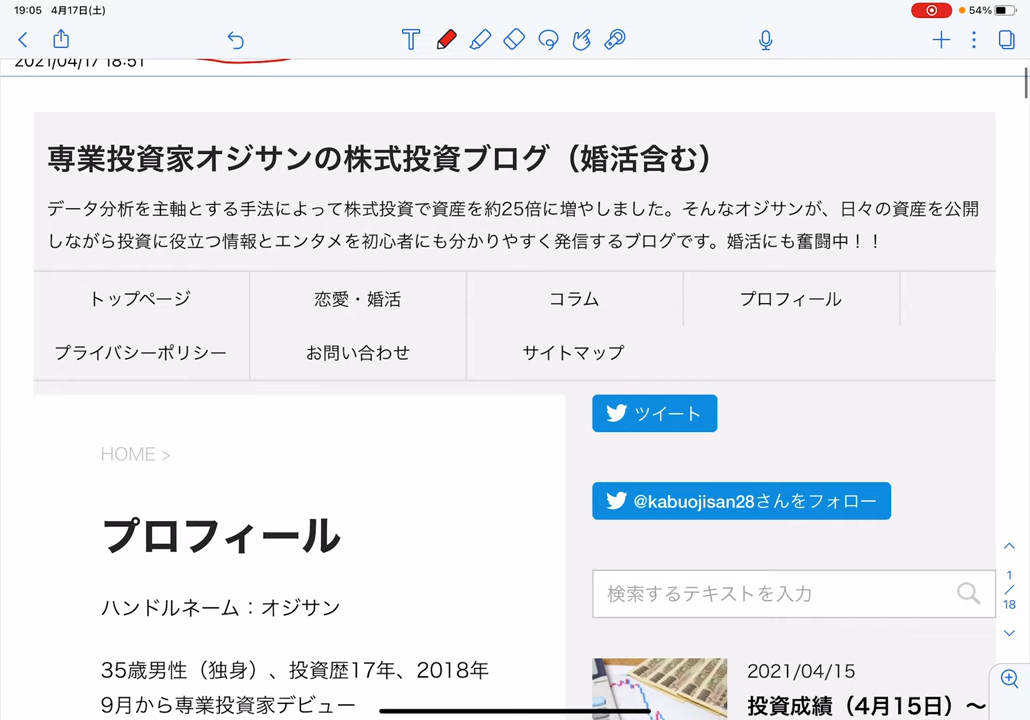 19:05 4月17日(土)
54%
2021/04/17 18:51
専業投資家オジサンの株式投資ブログ（婚活含む）
データ分析を主軸とする手法によって株式投資で資産を約25倍に増やしました。そんなオジサンが、日々の資産を公開
しながら投資に役立つ情報とエンタメを初心者にも分かりやすく発信するブログです。婚活にも奮闘中！！
トップページ
恋愛・婚活
コラム
プロフィール
プライバシーポリシー
お問い合わせ
サイトマップ
HOME >
プロフィール
ハンドルネーム：オジサン
35歳男性（独身）、投資歴17年、2018年
9月から専業投資家デビュー
ツイート
@kabuojisan28さんをフォロー
検索するテキストを入力
2021/04/15
投資成績（4月15日）～
1
/
18